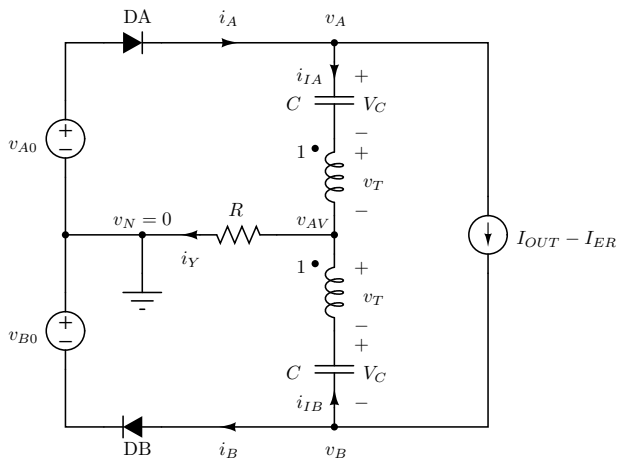 DA
i_A
v_A
i_{IA}
+
C
V_C
−
+
−
v_{A0}
1
+
v_T
−
v_N = 0
R
v_{AV}
i_Y
I_{OUT} − I_{ER}
1
+
v_T
−
+
−
v_{B0}
+
C
V_C
i_{IB}
−
DB
i_B
v_B